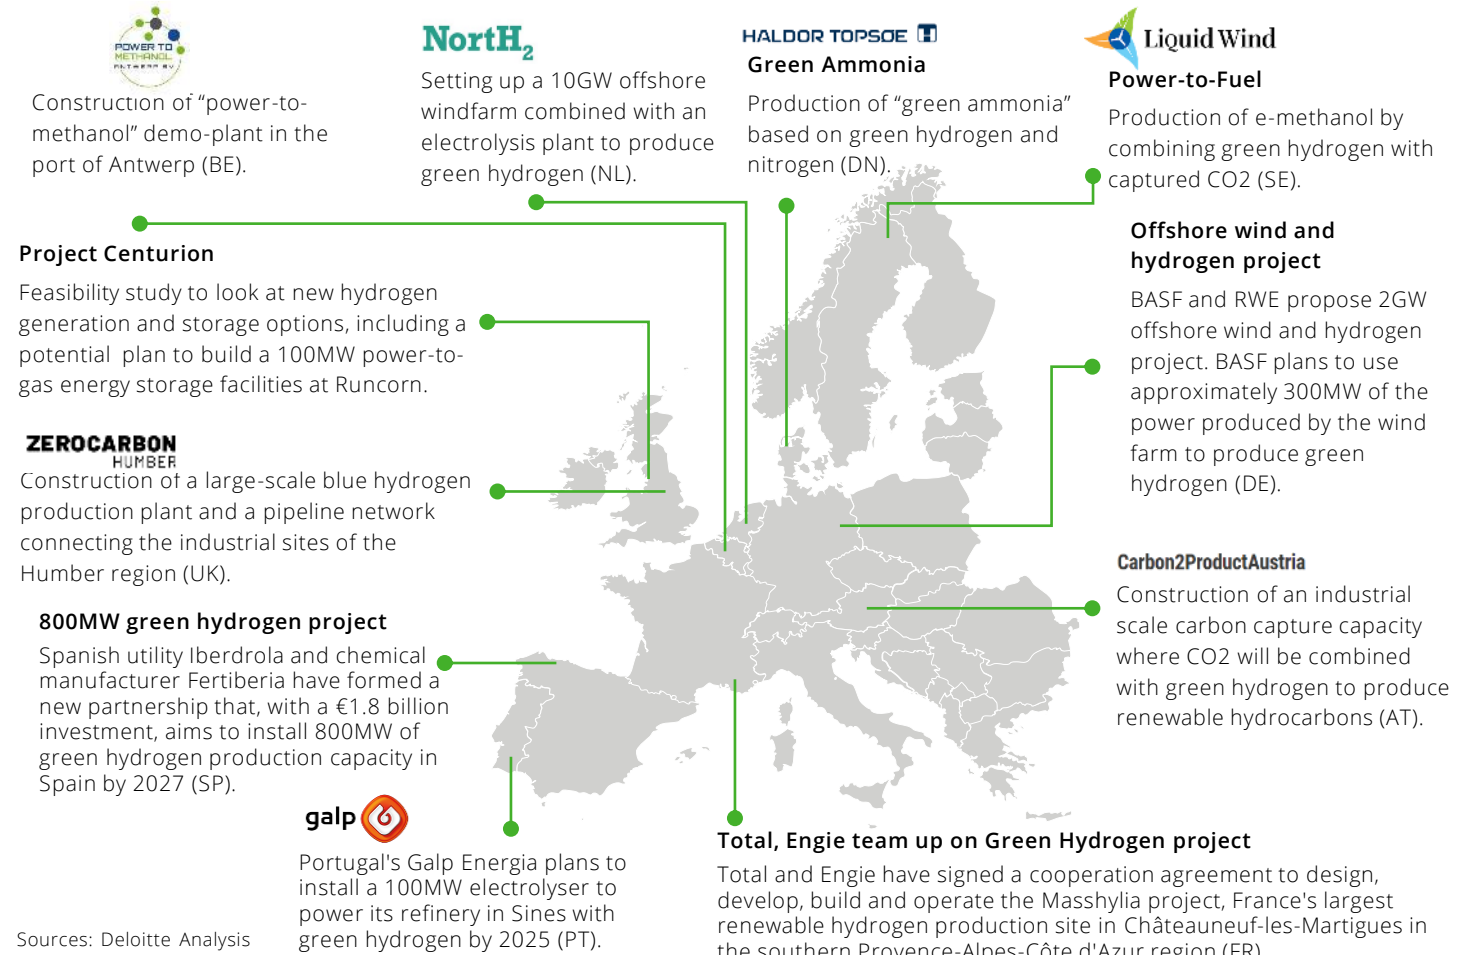 POWER TO
METHANOL
ANTWERP BV
Construction of “power-to-
methanol” demo-plant in the
port of Antwerp (BE).
NortH2
Setting up a 10GW offshore
windfarm combined with an
electrolysis plant to produce
green hydrogen (NL).
HALDOR TOPSØE
Green Ammonia
Production of “green ammonia”
based on green hydrogen and
nitrogen (DN).
Liquid Wind
Power-to-Fuel
Production of e-methanol by
combining green hydrogen with
captured CO2 (SE).
Project Centurion
Feasibility study to look at new hydrogen
generation and storage options, including a
potential plan to build a 100MW power-to-
gas energy storage facilities at Runcorn.
Offshore wind and
hydrogen project
BASF and RWE propose 2GW
offshore wind and hydrogen
project. BASF plans to use
approximately 300MW of the
power produced by the wind
farm to produce green
hydrogen (DE).
ZEROCARBON
HUMBER
Construction of a large-scale blue hydrogen
production plant and a pipeline network
connecting the industrial sites of the
Humber region (UK).
Carbon2ProductAustria
Construction of an industrial
scale carbon capture capacity
where CO2 will be combined
with green hydrogen to produce
renewable hydrocarbons (AT).
800MW green hydrogen project
Spanish utility Iberdrola and chemical
manufacturer Fertiberia have formed a
new partnership that, with a €1.8 billion
investment, aims to install 800MW of
green hydrogen production capacity in
Spain by 2027 (SP).
galp
Portugal's Galp Energia plans to
install a 100MW electrolyser to
power its refinery in Sines with
green hydrogen by 2025 (PT).
Total, Engie team up on Green Hydrogen project
Total and Engie have signed a cooperation agreement to design,
develop, build and operate the Masshylia project, France's largest
renewable hydrogen production site in Châteauneuf-les-Martigues in
the southern Provence-Alpes-Côte d'Azur region (FR)
Sources: Deloitte Analysis